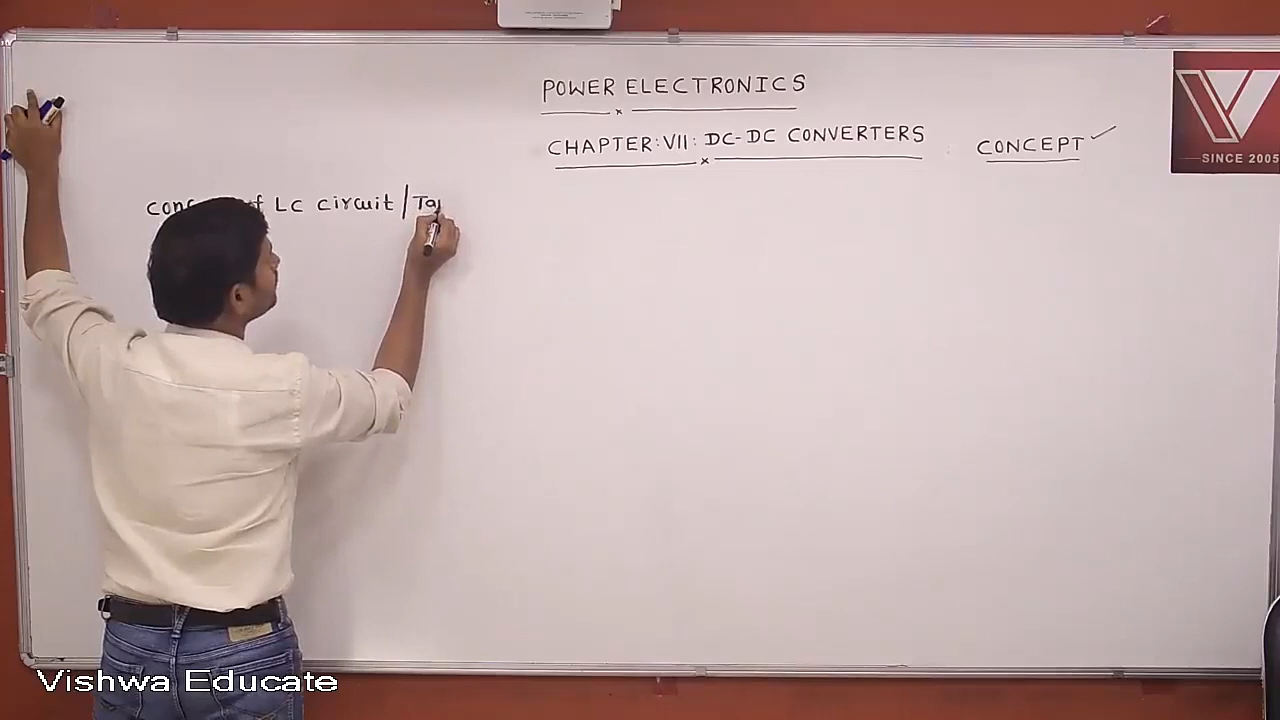 POWER ELECTRONICS
CHAPTER:VII: DC-DC CONVERTERS
CONCEPT
LC circuit /
SINCE 2005
Vishwa Educate